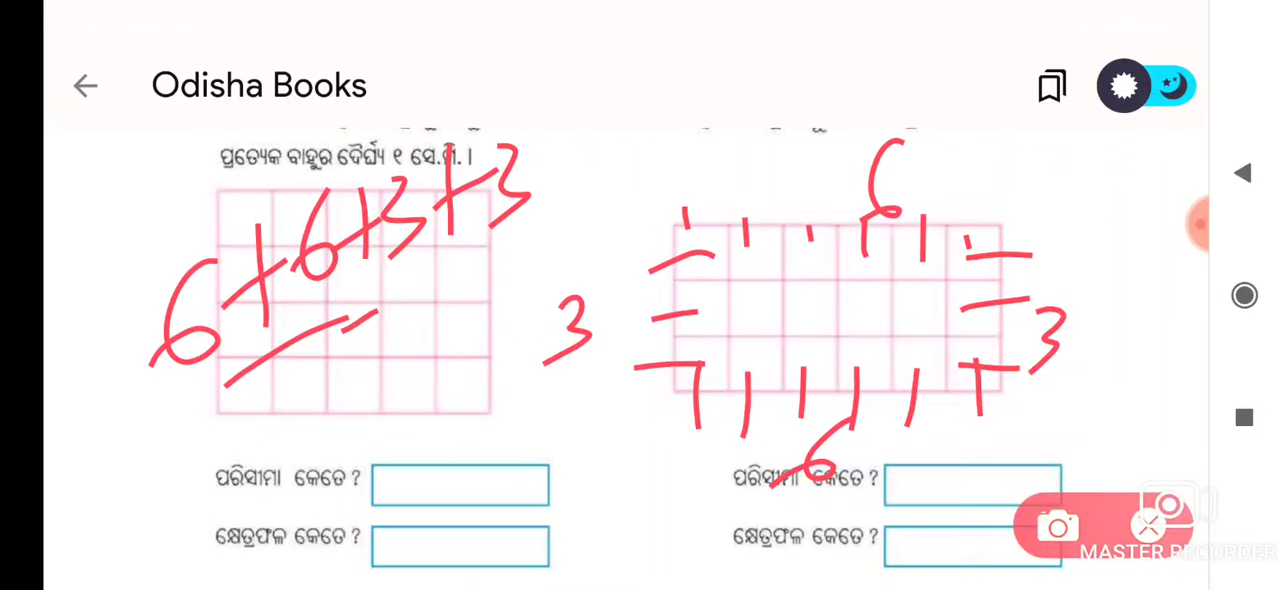 Odisha Books
ପ୍ରତ୍ୟେକ ବାହୁର ଦୈର୍ଘ୍ୟ ୧ ସେ.ମି.।
6+6+3+3
6
3
3
6
ପରିସୀମା କେତେ ?
ପରିସୀମା କେତେ ?
କ୍ଷେତ୍ରଫଳ କେତେ ?
କ୍ଷେତ୍ରଫଳ କେତେ ?
MASTER RECORDER